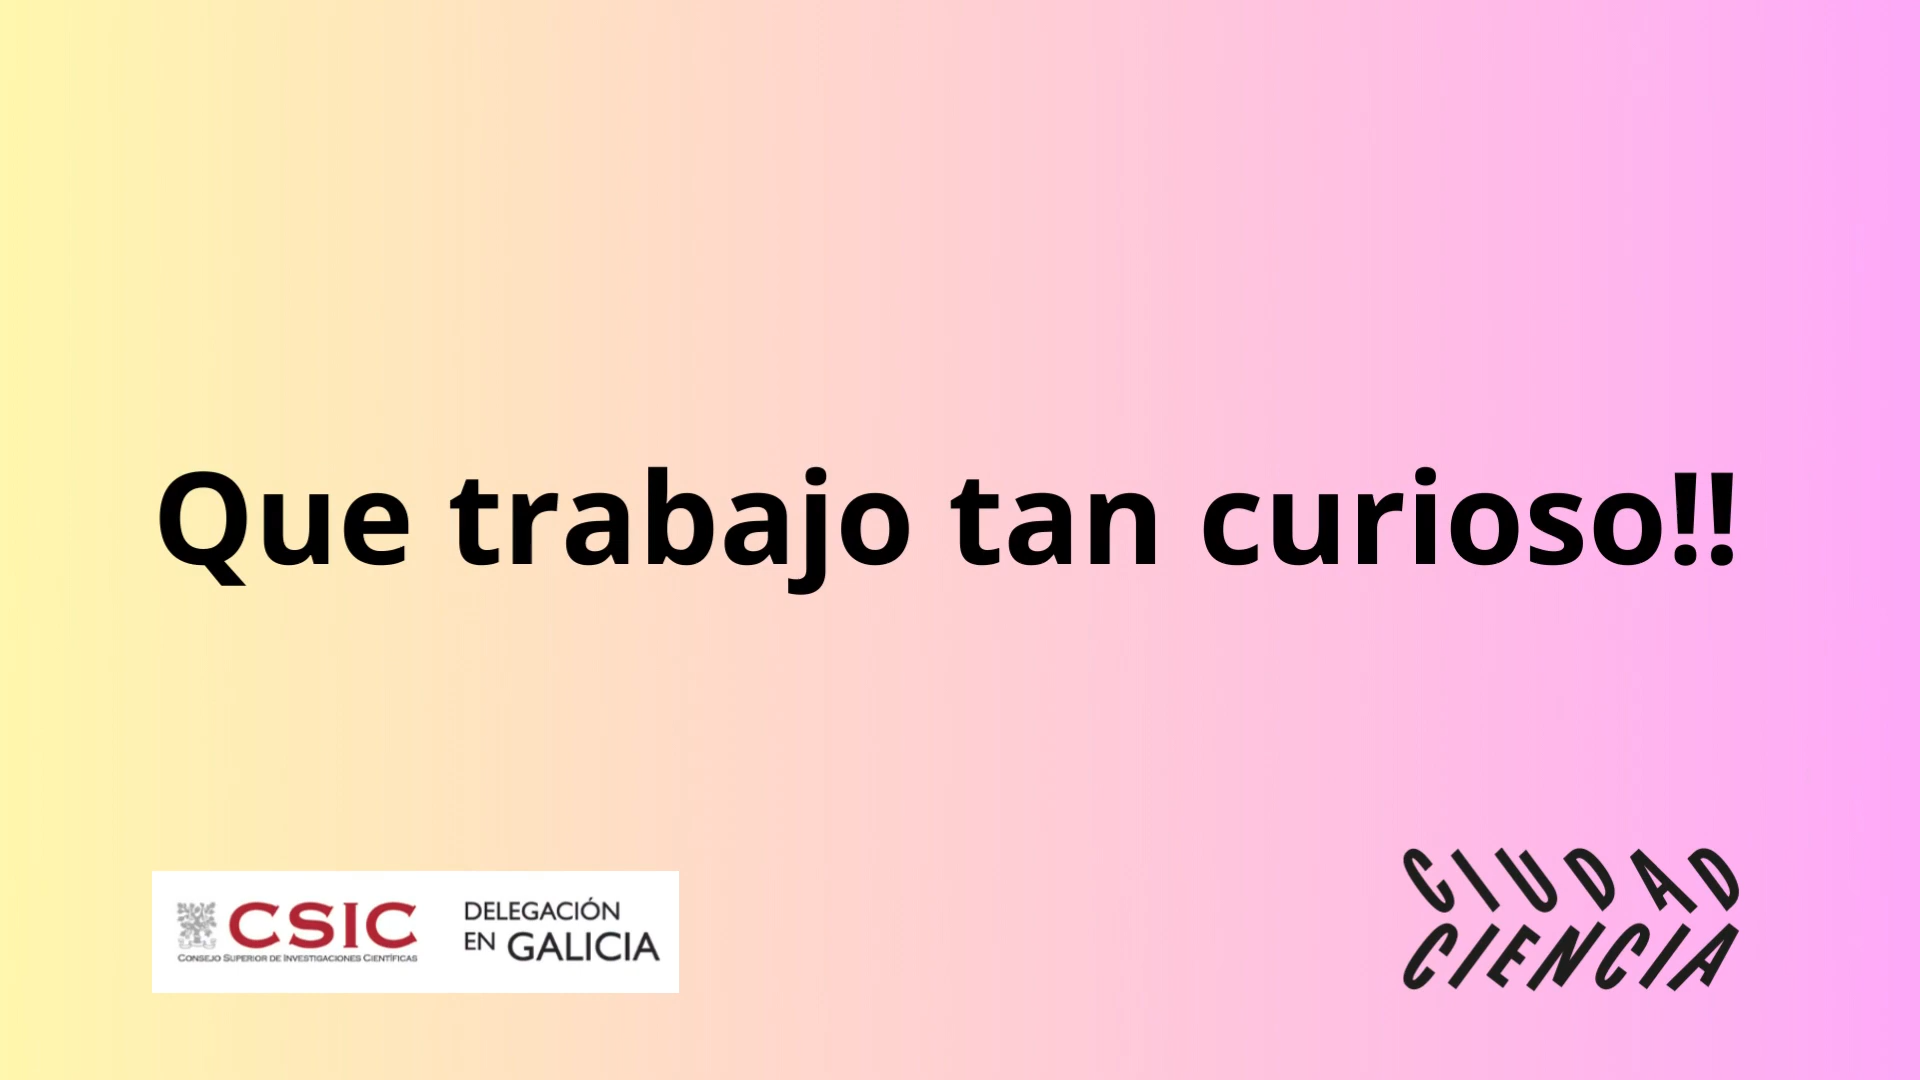 Que trabajo tan curioso!!
CSIC
CONSEJO SUPERIOR DE INVESTIGACIONES CIENTÍFICAS
DELEGACIÓN
EN GALICIA
CIUDAD
CIENCIA